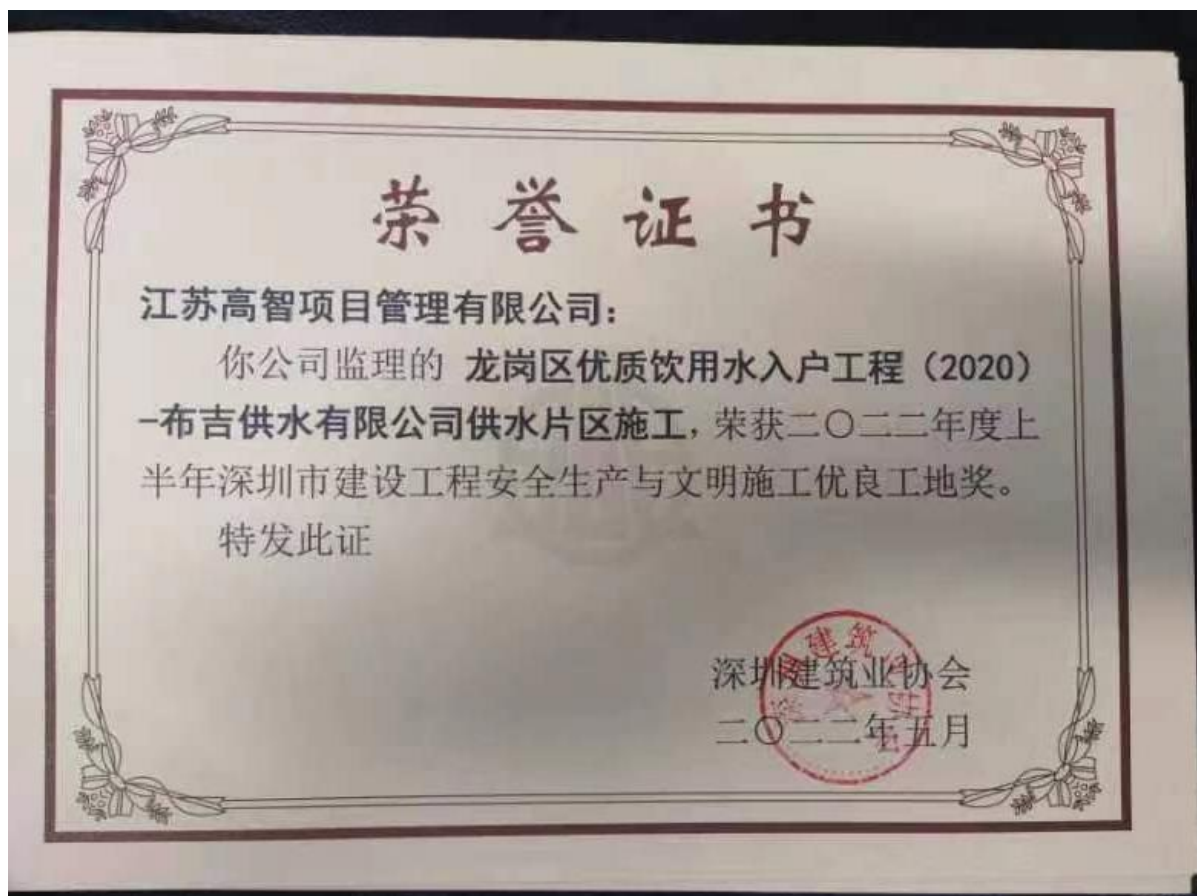 荣誉证书
江苏高智项目管理有限公司：
你公司监理的 龙岗区优质饮用水入户工程（2020）
-布吉供水有限公司供水片区施工，荣获二〇二二年度上
半年深圳市建设工程安全生产与文明施工优良工地奖。
特发此证
深圳建筑业协会
二〇二二年五月